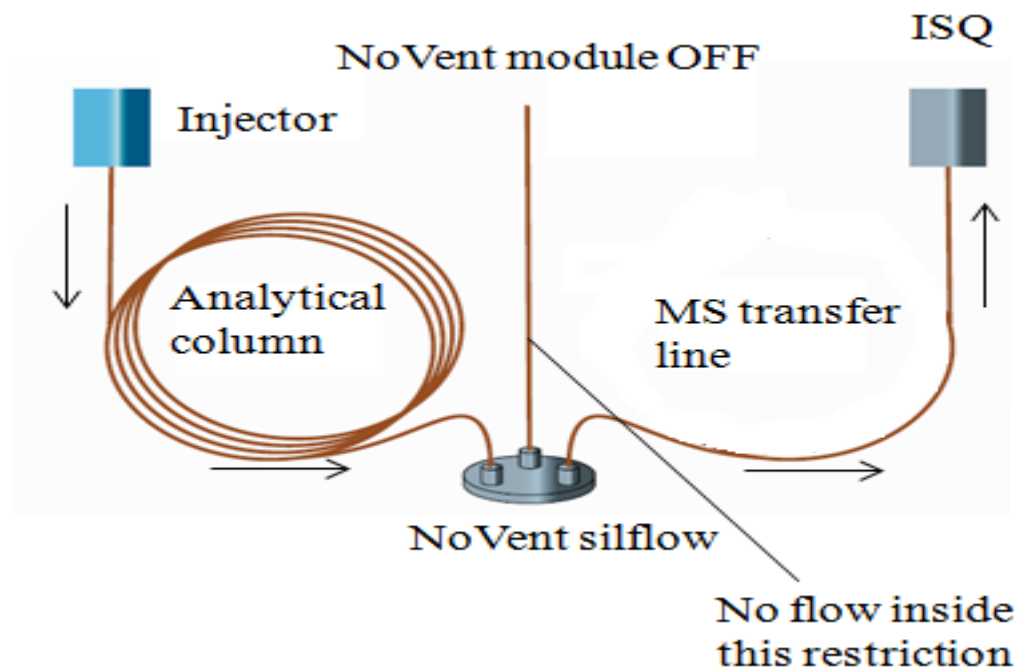 ISQ
NoVent module OFF
Injector
Analytical
column
MS transfer
line
NoVent silflow
No flow inside
this restriction